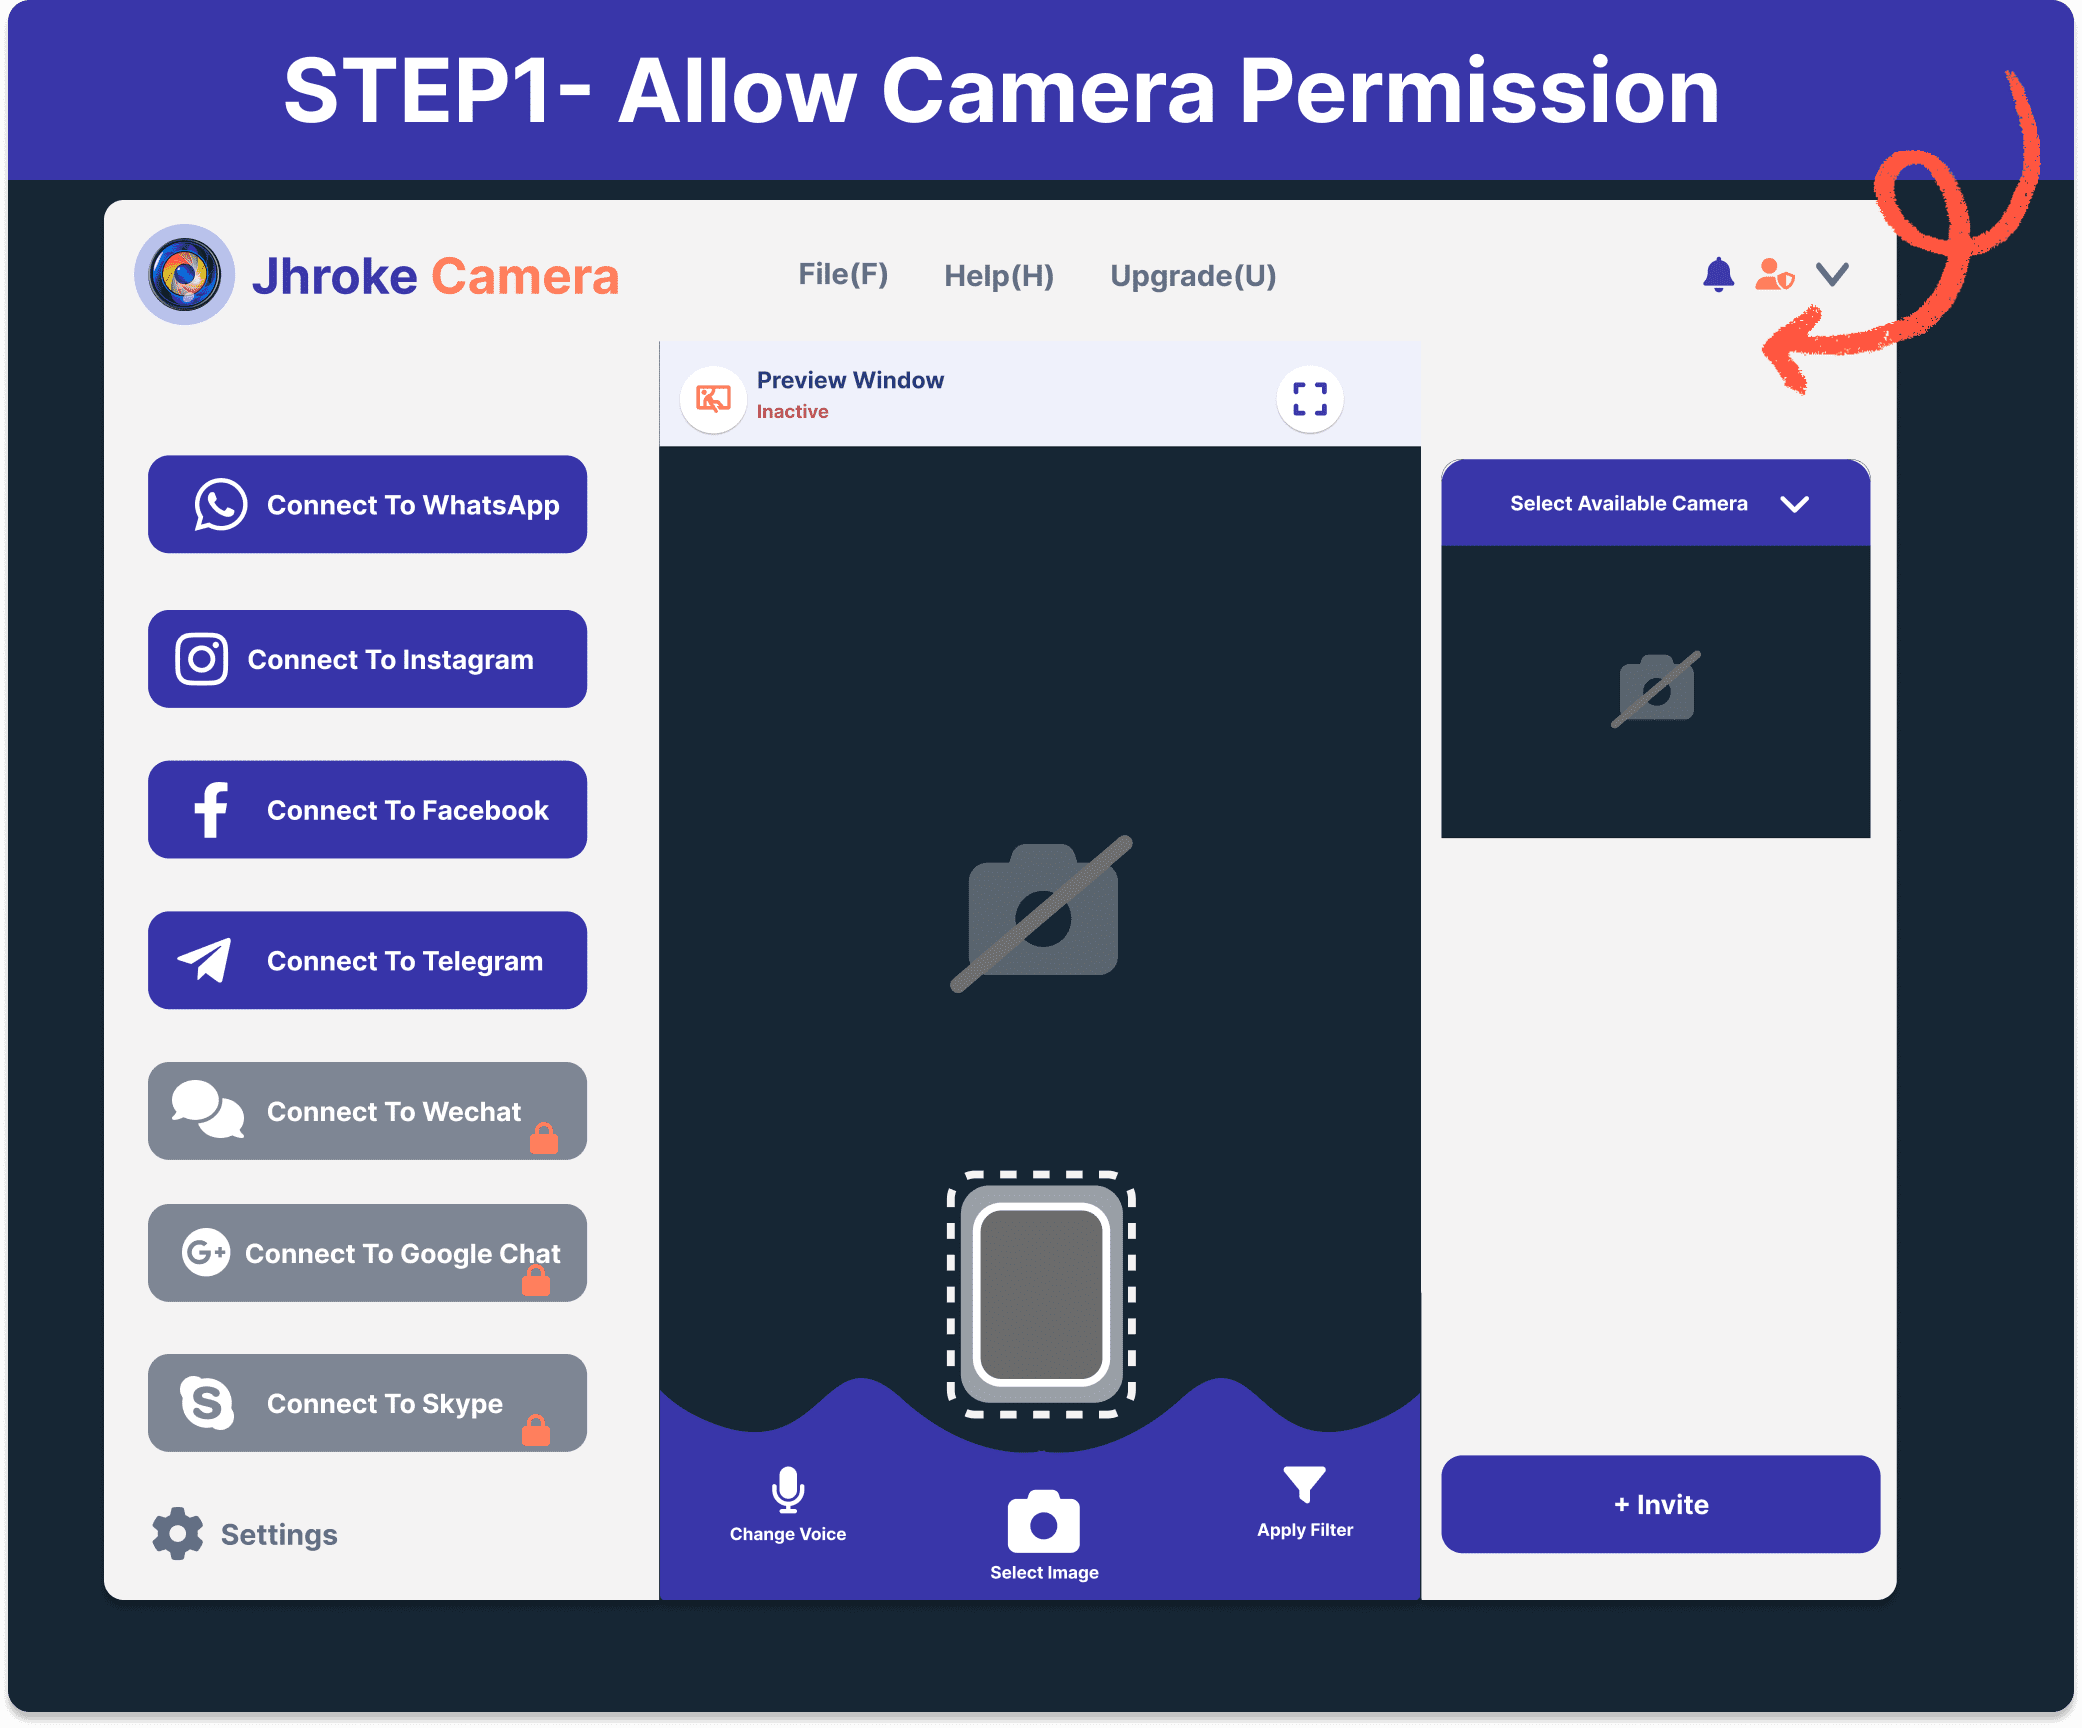 STEP1- Allow Camera Permission
Jhroke Camera
File(F)
Help(H)
Upgrade(U)
Preview Window
Inactive
Connect To WhatsApp
Connect To Instagram
Connect To Facebook
Connect To Telegram
Connect To Wechat
Connect To Google Chat
Connect To Skype
Settings
Select Available Camera
Change Voice
Select Image
Apply Filter
+ Invite